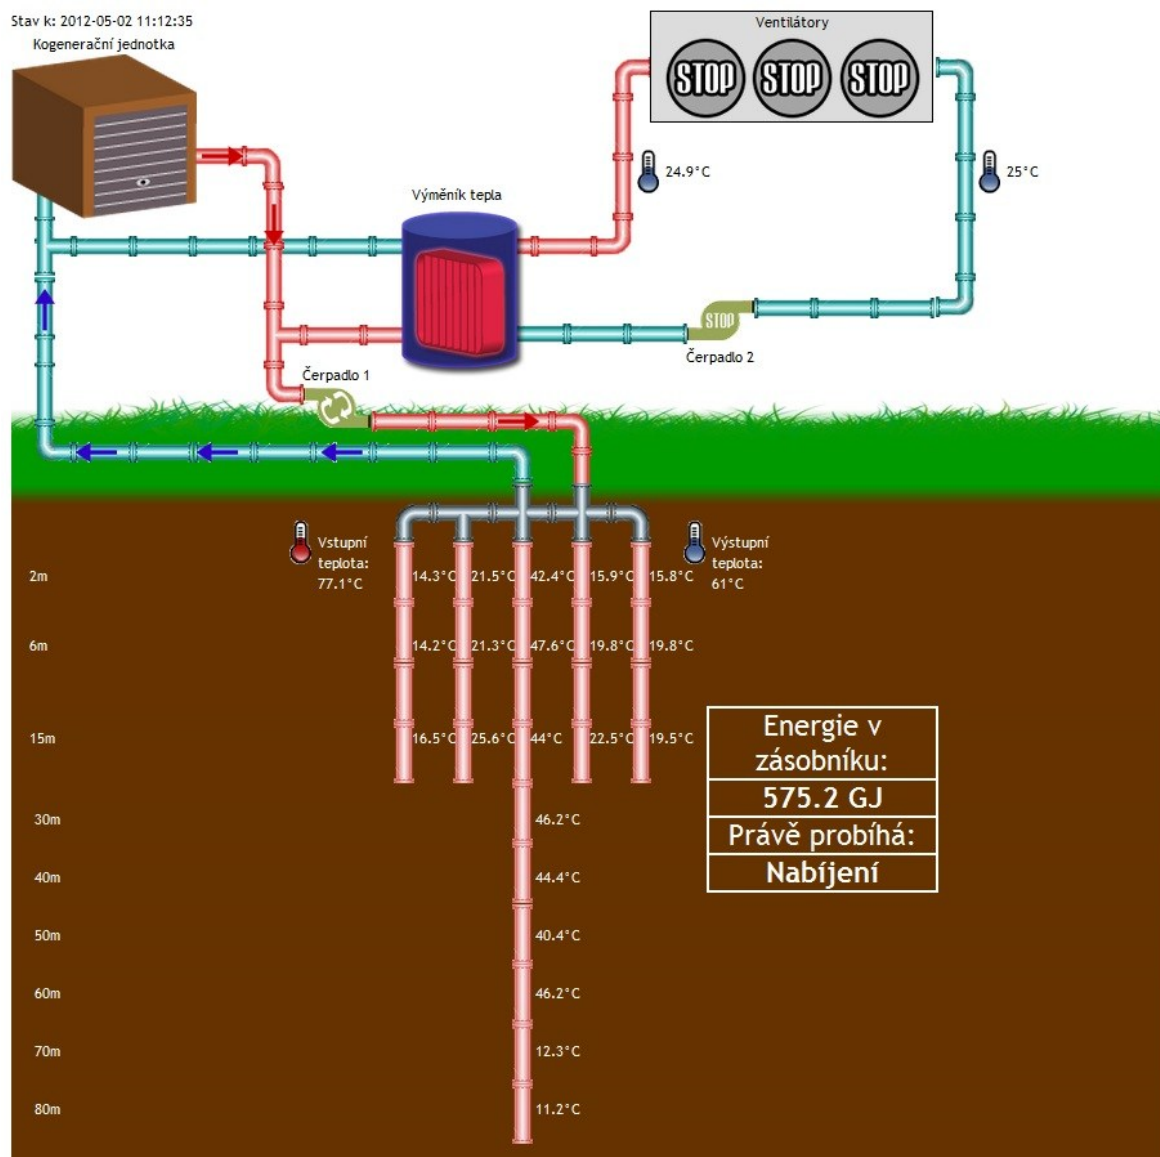 Stav k: 2012-05-02 11:12:35
Kogenerační jednotka
Ventilátory
STOP STOP STOP
24.9°C
25°C
Výměník tepla
STOP
Čerpadlo 2
Čerpadlo 1
Vstupní
teplota:
77.1°C
Výstupní
teplota:
61°C
2m 14.3°C 21.5°C 42.4°C 15.9°C 15.8°C
6m 14.2°C 21.3°C 47.6°C 19.8°C 19.8°C
15m 16.5°C 25.6°C 44°C 22.5°C 19.5°C
30m 46.2°C
40m 44.4°C
50m 40.4°C
60m 46.2°C
70m 12.3°C
80m 11.2°C
Energie v
zásobníku:
575.2 GJ
Právě probíhá:
Nabíjení